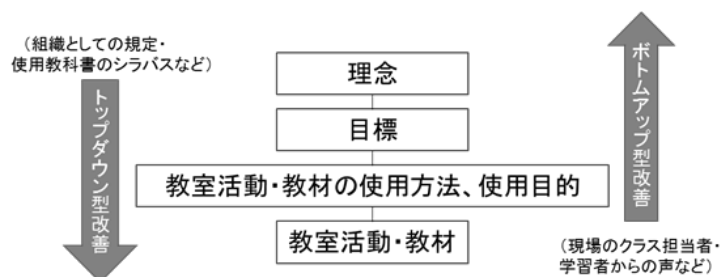 （組織としての規定・
使用教科書のシラバスなど）
トップダウン型改善
理念
目標
教室活動・教材の使用方法、使用目的
教室活動・教材
ボトムアップ型改善
（現場のクラス担当者・
学習者からの声など）